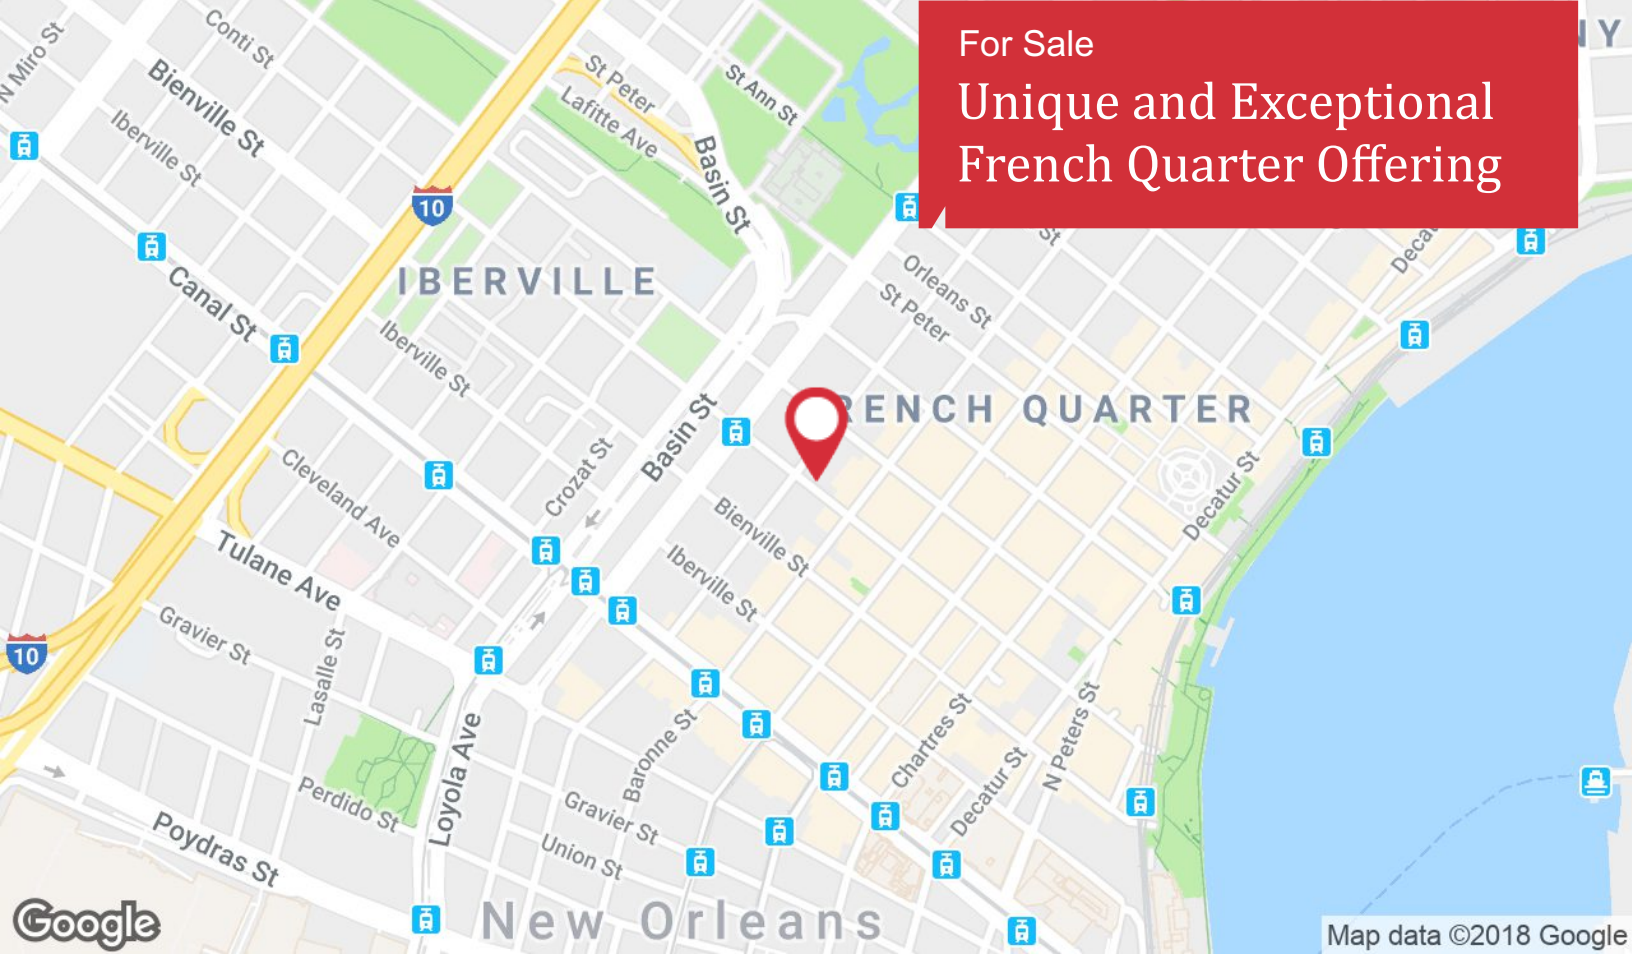 For Sale
Unique and Exceptional
French Quarter Offering
NY
Conti St
N Miro St
Bienville St
Iberville St
St Peter
Lafitte Ave
St Ann St
Basin St
10
Canal St
IBERVILLE
Iberville St
St
Orleans St
St Peter
Decatu
RENCH QUARTER
Basin St
Crozat St
Cleveland Ave
Bienville St
Iberville St
Decatur St
Tulane Ave
Gravier St
Lasalle St
10
Loyola Ave
Baronne St
Chartres St
Decatur St
N Peters St
Perdido St
Poydras St
Gravier St
Union St
New Orleans
Google
Map data ©2018 Google